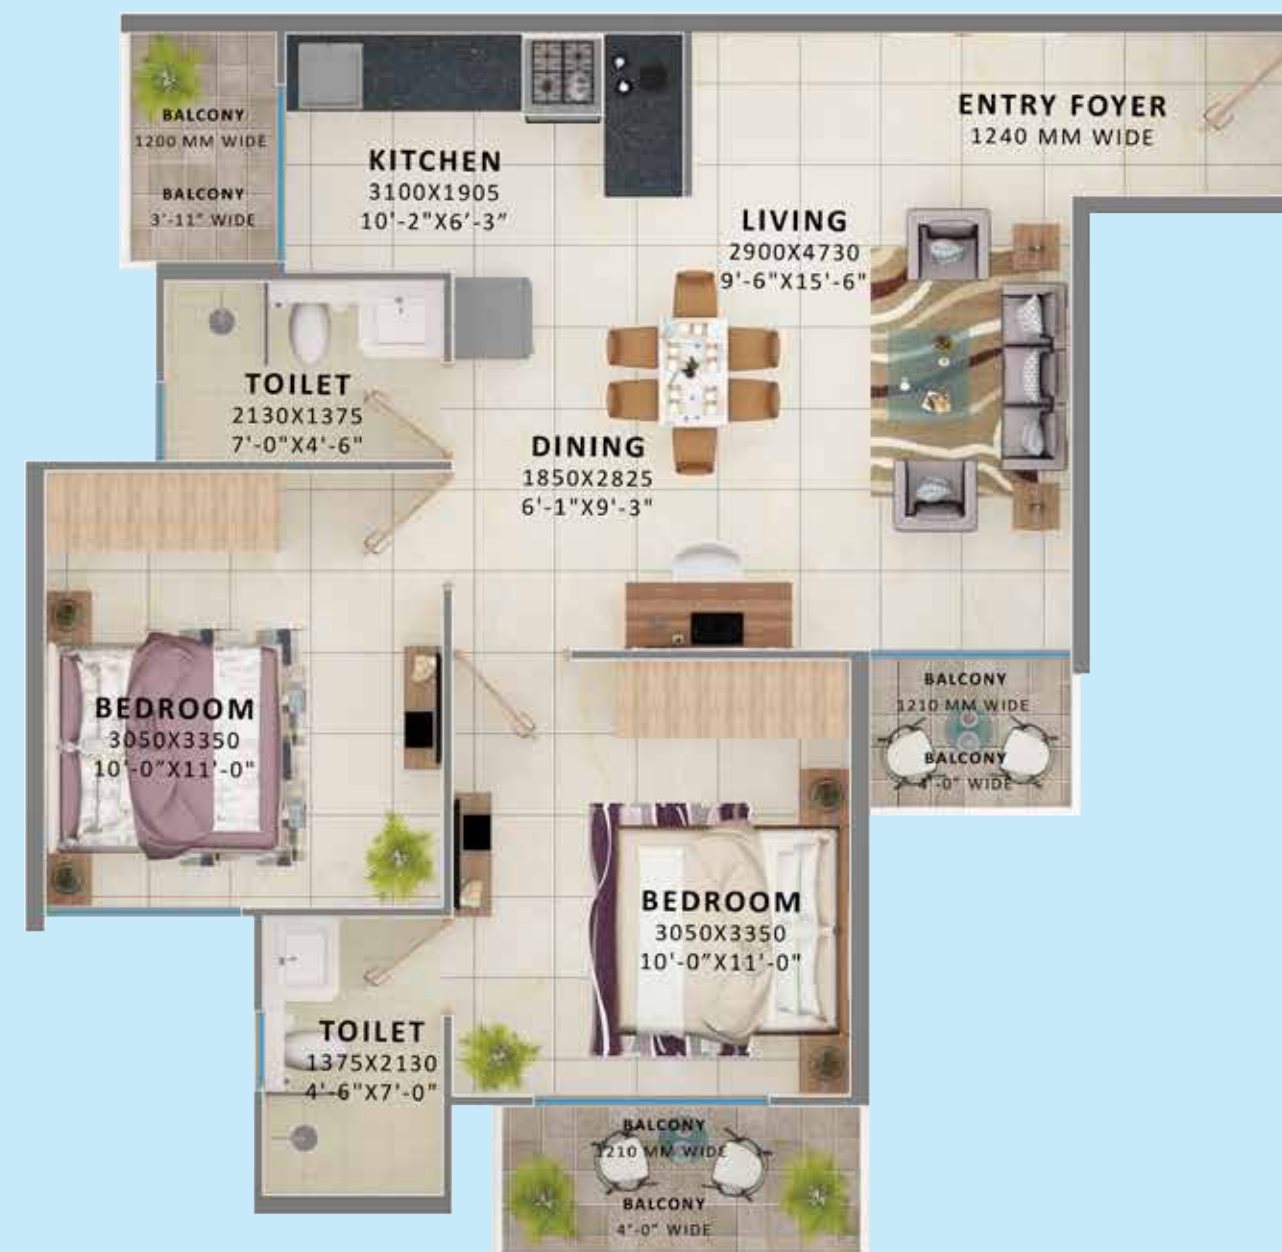 BALCONY
1200 MM WIDE
BALCONY
3'-11" WIDE
KITCHEN
3100X1905
10'-2"X6'-3"
ENTRY FOYER
1240 MM WIDE
LIVING
2900X4730
9'-6"X15'-6"
TOILET
2130X1375
7'-0"X4'-6"
DINING
1850X2825
6'-1"X9'-3"
BEDROOM
3050X3350
10'-0"X11'-0"
BALCONY
1210 MM WIDE
BALCONY
4'-0" WIDE
BEDROOM
3050X3350
10'-0"X11'-0"
TOILET
1375X2130
4'-6"X7'-0"
BALCONY
1210 MM WIDE
BALCONY
4'-0" WIDE